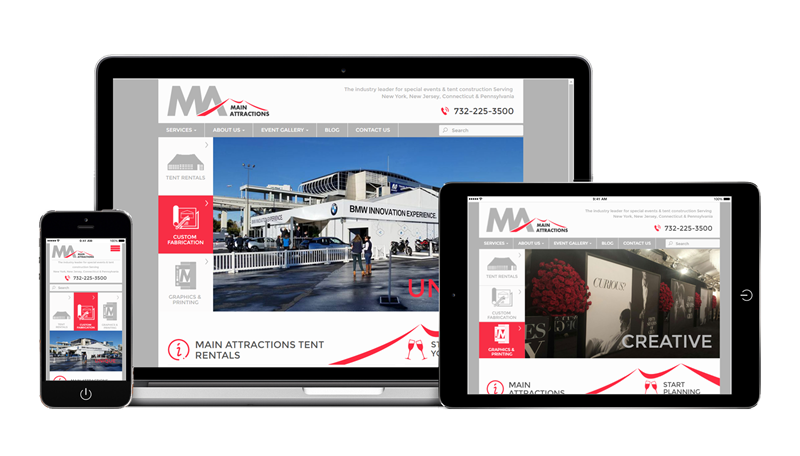 MA MAIN
ATTRACTIONS
The industry leader for special events & tent construction Serving
New York, New Jersey, Connecticut & Pennsylvania
732-225-3500
SERVICES ABOUT US EVENT GALLERY BLOG CONTACT US Search
TENT RENTALS
CUSTOM
FABRICATION
GRAPHICS &
PRINTING
BMW INNOVATION EXPERIENCE.
UN
MAIN ATTRACTIONS TENT
RENTALS
ST
YO
9:41 AM
MA MAIN
ATTRACTIONS
732-225-3500
Search
TENT
RENTALS
CUSTOM
FABRICATION
9:41 AM 100%
MA MAIN
ATTRACTIONS
The industry leader for special events & tent construction Serving
New York, New Jersey, Connecticut & Pennsylvania
732-225-3500
SERVICES ABOUT US EVENT GALLERY BLOG CONTACT US Search
TENT RENTALS
CUSTOM
FABRICATION
GRAPHICS &
PRINTING
CURIOUS?
CREATIVE
MAIN
ATTRACTIONS
START
PLANNING